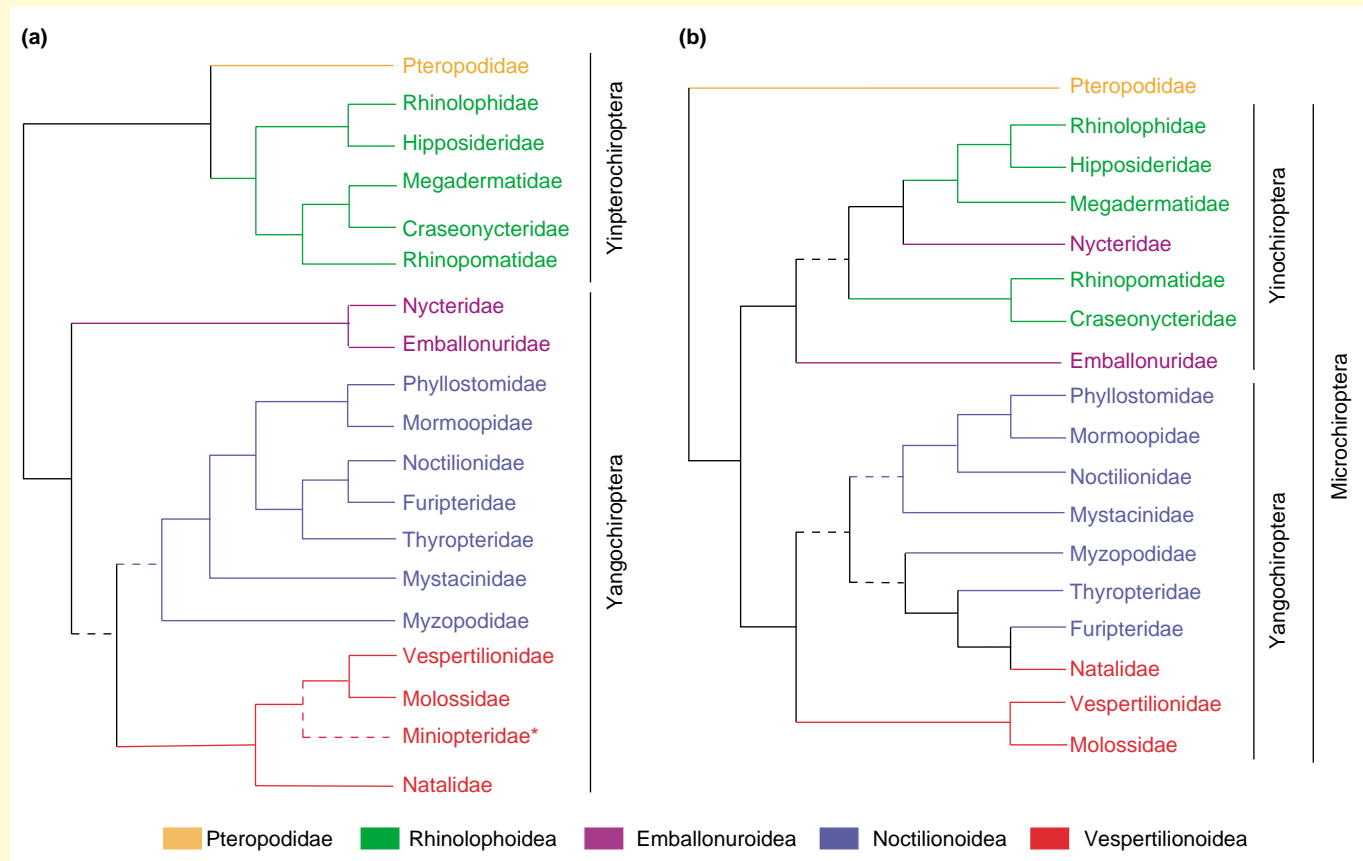 (a)
Pteropodidae
Rhinolophidae
Hipposideridae
Megadermatidae
Craseonycteridae
Rhinopomatidae
Yinpterochiroptera
Nycteridae
Emballonuridae
Phyllostomidae
Mormoopidae
Noctilionidae
Furipteridae
Thyropteridae
Mystacinidae
Myzopodidae
Vespertilionidae
Molossidae
Miniopteridae*
Natalidae
Yangochiroptera
(b)
Pteropodidae
Rhinolophidae
Hipposideridae
Megadermatidae
Nycteridae
Rhinopomatidae
Craseonycteridae
Emballonuridae
Yinochiroptera
Phyllostomidae
Mormoopidae
Noctilionidae
Mystacinidae
Myzopodidae
Thyropteridae
Furipteridae
Natalidae
Vespertilionidae
Molossidae
Yangochiroptera
Microchiroptera
Pteropodidae Rhinolophoidea Emballonuroidea Noctilionoidea Vespertilionoidea